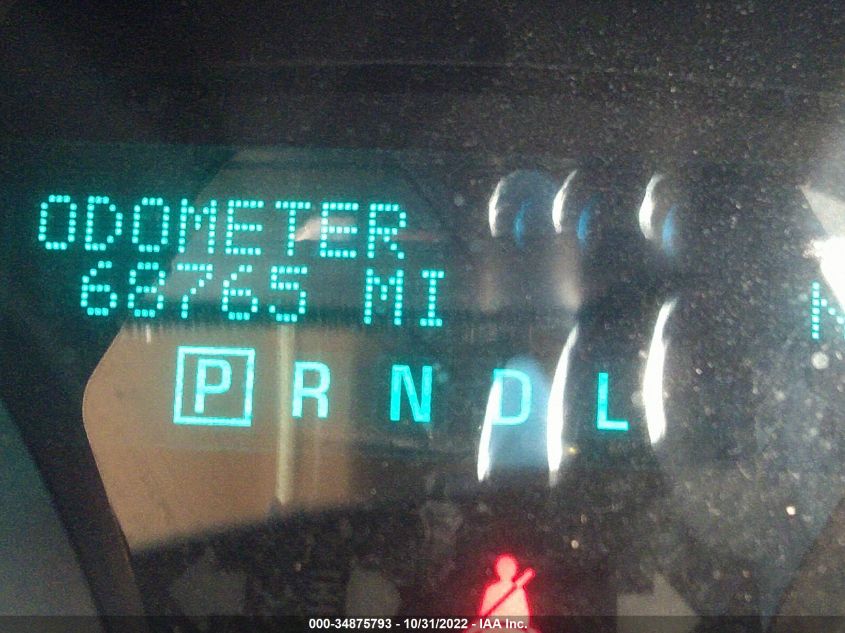 ODOMETER
68765 MI
N
P R N D L
000-34875793 - 10/31/2022 - IAA Inc.